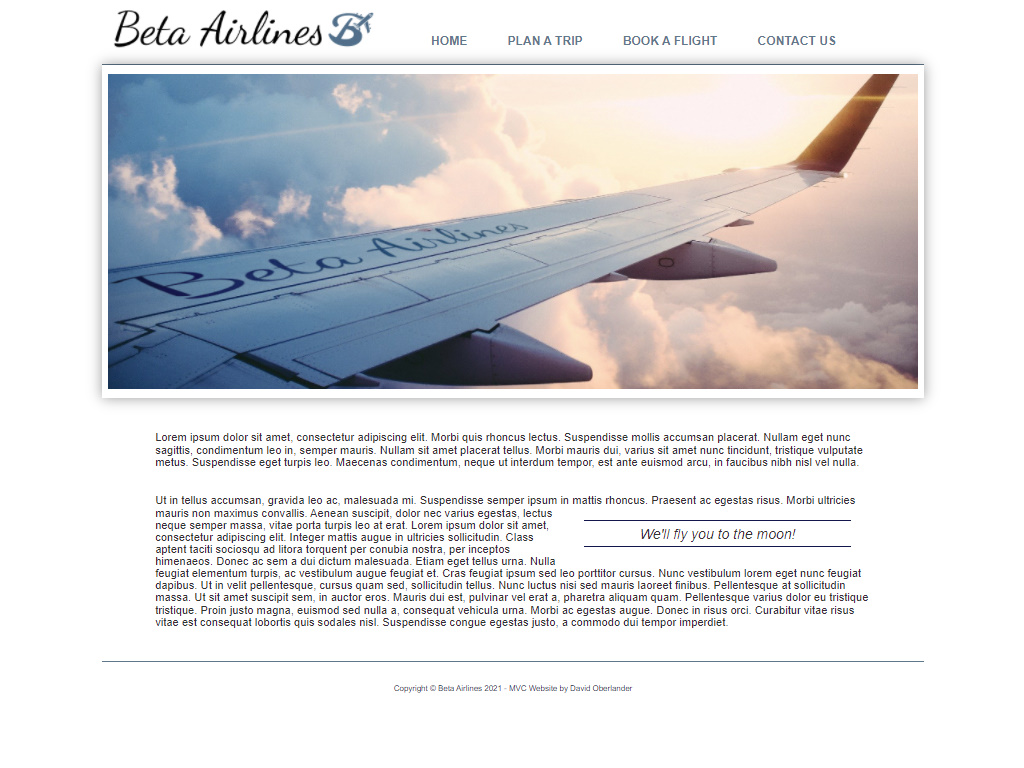 Beta Airlines B
HOME PLAN A TRIP BOOK A FLIGHT CONTACT US
Beta Airlines
Lorem ipsum dolor sit amet, consectetur adipiscing elit. Morbi quis rhoncus lectus. Suspendisse mollis accumsan placerat. Nullam eget nunc
sagittis, condimentum leo in, semper mauris. Nullam sit amet placerat tellus. Morbi mauris dui, varius sit amet nunc tincidunt, tristique vulputate
metus. Suspendisse eget turpis leo. Maecenas condimentum, neque ut interdum tempor, est ante euismod arcu, in faucibus nibh nisl vel nulla.
Ut in tellus accumsan, gravida leo ac, malesuada mi. Suspendisse semper ipsum in mattis rhoncus. Praesent ac egestas risus. Morbi ultricies
mauris non maximus convallis. Aenean suscipit, dolor nec varius egestas, lectus
neque semper massa, vitae porta turpis leo at erat. Lorem ipsum dolor sit amet,
consectetur adipiscing elit. Integer mattis augue in ultricies sollicitudin. Class
aptent taciti sociosqu ad litora torquent per conubia nostra, per inceptos
himenaeos. Donec ac sem a dui dictum malesuada. Etiam eget tellus urna. Nulla
We'll fly you to the moon!
feugiat elementum turpis, ac vestibulum augue feugiat et. Cras feugiat ipsum sed leo porttitor cursus. Nunc vestibulum lorem eget nunc feugiat
dapibus. Ut in velit pellentesque, cursus quam sed, sollicitudin tellus. Nunc luctus nisi sed mauris laoreet finibus. Pellentesque at sollicitudin
massa. Ut sit amet suscipit sem, in auctor eros. Mauris dui est, pulvinar vel erat a, pharetra aliquam quam. Pellentesque varius dolor eu tristique
tristique. Proin justo magna, euismod sed nulla a, consequat vehicula urna. Morbi ac egestas augue. Donec in risus orci. Curabitur vitae risus
vitae est consequat lobortis quis sodales nisl. Suspendisse congue egestas justo, a commodo dui tempor imperdiet.
Copyright © Beta Airlines 2021 - MVC Website by David Oberlander